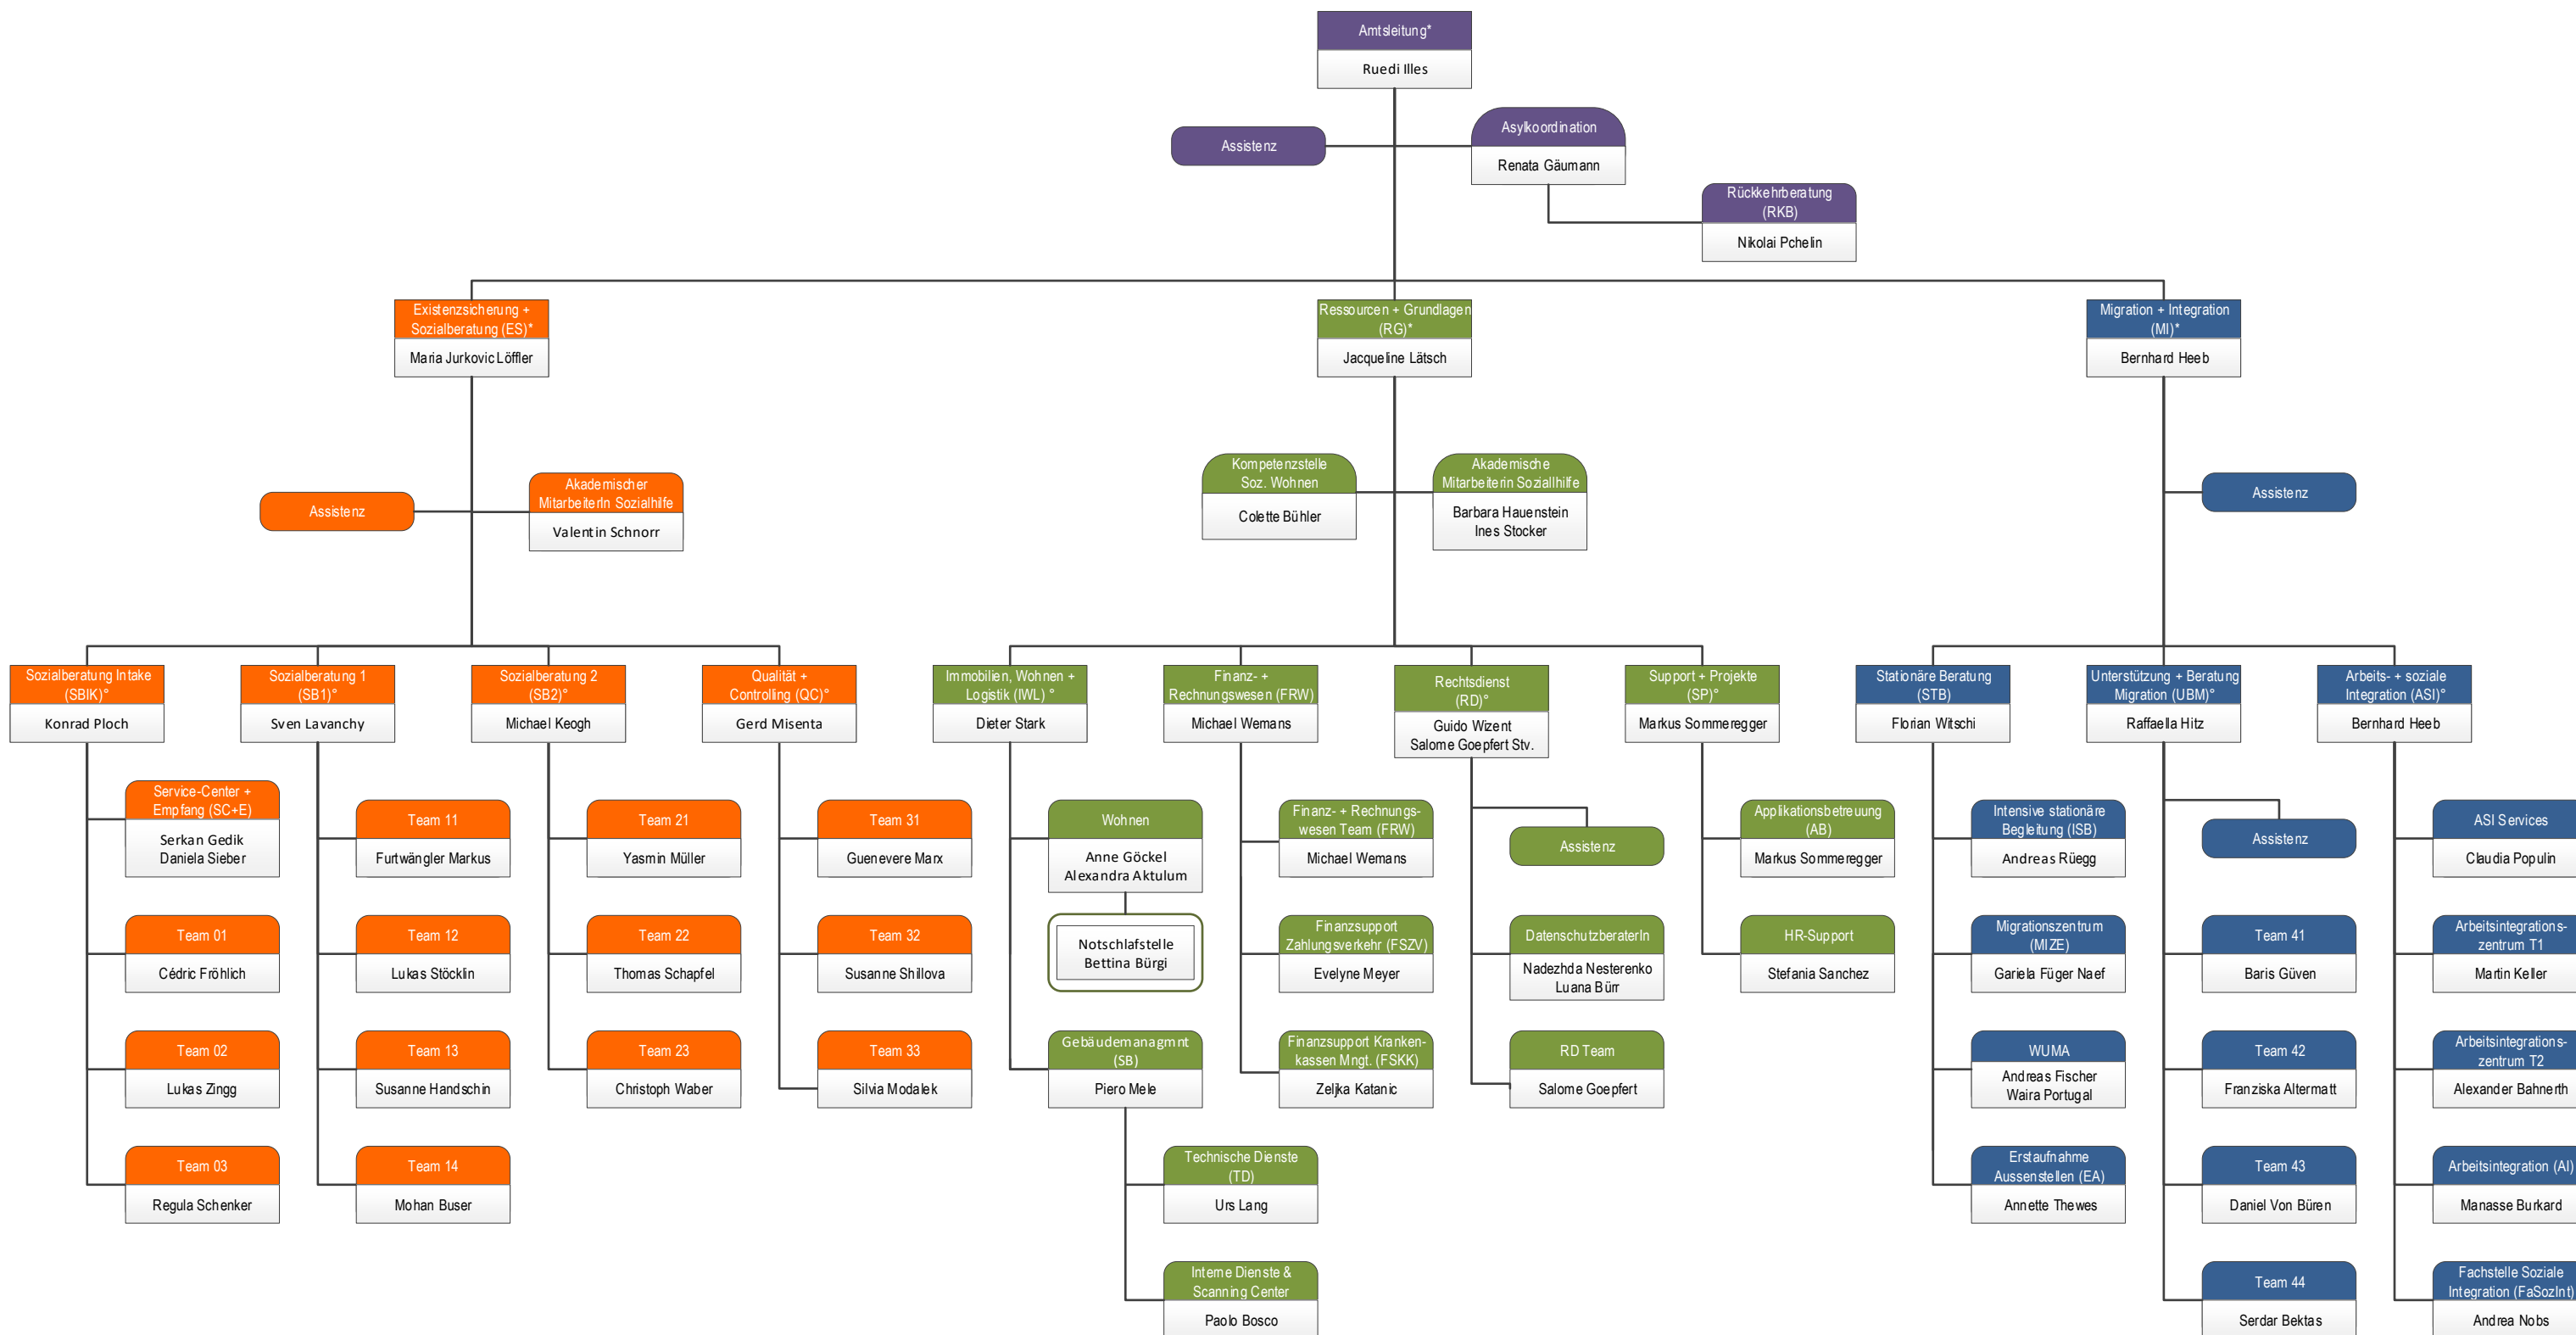 Amtsleitung*
Ruedi Illes
Assistenz
Asylkoordination
Renata Gäumann
Rückkehrberatung
(RKB)
Nikolai Pchelin
Existenzsicherung +
Sozialberatung (ES)*
Maria Jurkovic Löffler
Ressourcen + Grundlagen
(RG)*
Jacqueline Lätsch
Migration + Integration
(MI)*
Bernhard Heeb
Assistenz
Akademischer
MitarbeiterIn Sozialhilfe
Valentin Schnorr
Kompetenzstelle
Soz. Wohnen
Colette Bühler
Akademische
Mitarbeiterin Soziallhilfe
Barbara Hauenstein
Ines Stocker
Assistenz
Sozialberatung Intake
(SBIK)°
Konrad Ploch
Sozialberatung 1
(SB1)°
Sven Lavanchy
Sozialberatung 2
(SB2)°
Michael Keogh
Qualität +
Controlling (QC)°
Gerd Misenta
Immobilien, Wohnen +
Logistik (IWL) °
Dieter Stark
Finanz- +
Rechnungswesen (FRW)
Michael Wemans
Rechtsdienst
(RD)°
Guido Wizent
Salome Goepfert Stv.
Support + Projekte
(SP)°
Markus Sommeregger
Stationäre Beratung
(STB)
Florian Witschi
Unterstützung + Beratung
Migration (UBM)°
Raffaella Hitz
Arbeits- + soziale
Integration (ASI)°
Bernhard Heeb
Service-Center +
Empfang (SC+E)
Serkan Gedik
Daniela Sieber
Team 11
Furtwängler Markus
Team 21
Yasmin Müller
Team 31
Guenevere Marx
Wohnen
Anne Göckel
Alexandra Aktulum
Finanz- + Rechnungs-
wesen Team (FRW)
Michael Wemans
Assistenz
Applikationsbetreuung
(AB)
Markus Sommeregger
Intensive stationäre
Begleitung (ISB)
Andreas Rüegg
Assistenz
ASI Services
Claudia Populin
Team 01
Cédric Fröhlich
Team 12
Lukas Stöcklin
Team 22
Thomas Schapfel
Team 32
Susanne Shillova
Notschlafstelle
Bettina Bürgi
Finanzsupport
Zahlungsverkehr (FSZV)
Evelyne Meyer
DatenschutzberaterIn
Nadezhda Nesterenko
Luana Bürr
HR-Support
Stefania Sanchez
Migrationszentrum
(MIZE)
Gariela Füger Naef
Team 41
Baris Güven
Arbeitsintegrations-
zentrum T1
Martin Keller
Team 02
Lukas Zingg
Team 13
Susanne Handschin
Team 23
Christoph Waber
Team 33
Silvia Modalek
Gebäudemanagmnt
(SB)
Piero Mele
Finanzsupport Kranken-
kassen Mngt. (FSKK)
Zeljka Katanic
RD Team
Salome Goepfert
WUMA
Andreas Fischer
Waira Portugal
Team 42
Franziska Altermatt
Arbeitsintegrations-
zentrum T2
Alexander Bahnerth
Team 03
Regula Schenker
Team 14
Mohan Buser
Technische Dienste
(TD)
Urs Lang
Erstaufnahme
Aussenstellen (EA)
Annette Thewes
Team 43
Daniel Von Büren
Arbeitsintegration (AI)
Manasse Burkard
Interne Dienste &
Scanning Center
Paolo Bosco
Team 44
Serdar Bektas
Fachstelle Soziale
Integration (FaSozInt)
Andrea Nobs